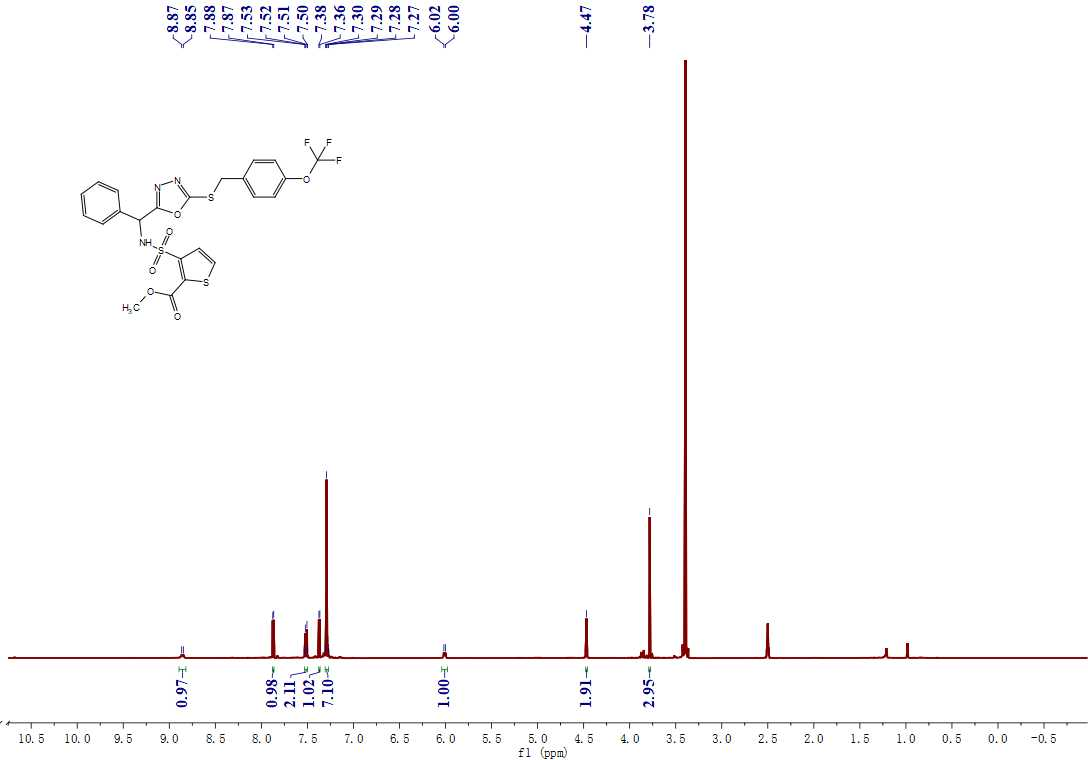 8.87
8.85
7.88
7.87
7.53
7.52
7.51
7.50
7.38
7.36
7.30
7.29
7.28
7.27
6.02
6.00
4.47
3.78
F F
F
O
N N
S
O
NH O
S
O
S
O
H3C
O
0.97
0.98
2.11
1.02
7.10
1.00
1.91
2.95
10.5 10.0 9.5 9.0 8.5 8.0 7.5 7.0 6.5 6.0 5.5 5.0 4.5 4.0 3.5 3.0 2.5 2.0 1.5 1.0 0.5 0.0 -0.5
f1 (ppm)